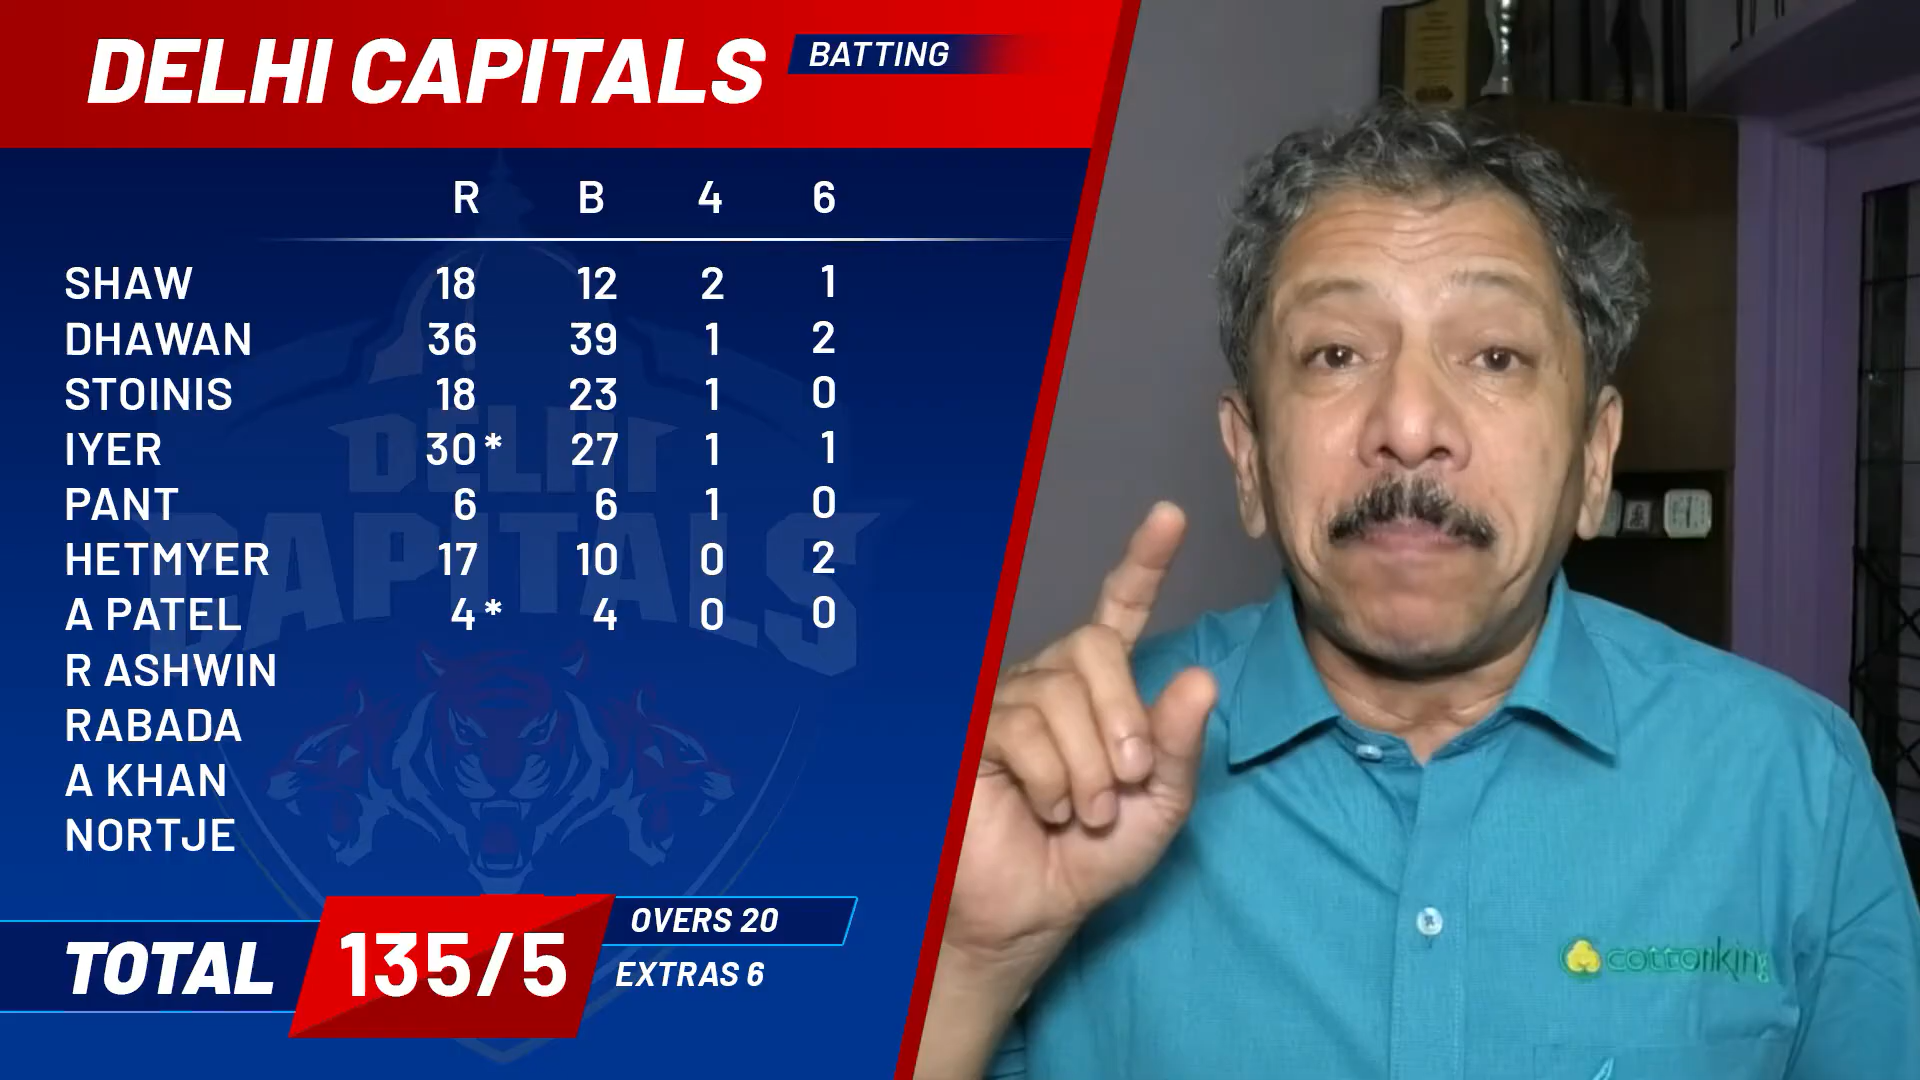 DELHI CAPITALS BATTING
R B 4 6
SHAW 18 12 2 1
DHAWAN 36 39 1 2
STOINIS 18 23 1 0
IYER 30* 27 1 1
PANT 6 6 1 0
HETMYER 17 10 0 2
A PATEL 4* 4 0 0
R ASHWIN
RABADA
A KHAN
NORTJE
TOTAL 135/5 OVERS 20
EXTRAS 6
DELHI
CAPITALS
cottonking